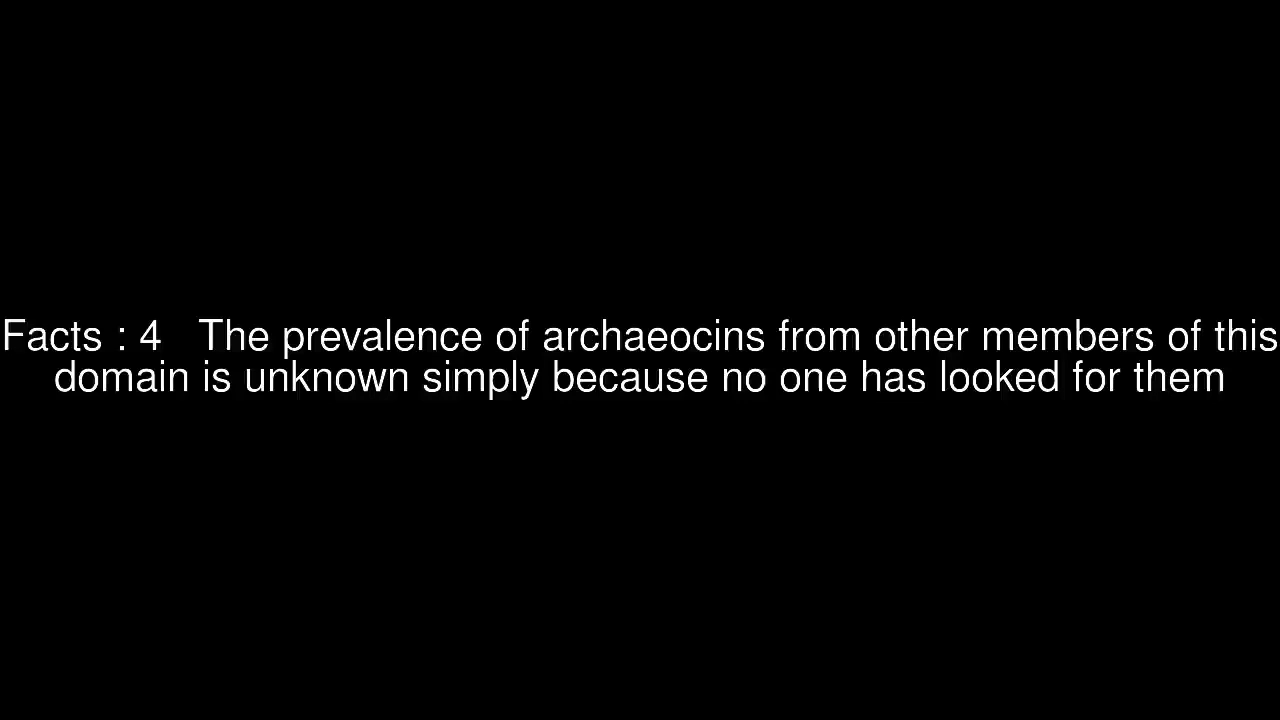 Facts : 4   The prevalence of archaeocins from other members of this
domain is unknown simply because no one has looked for them